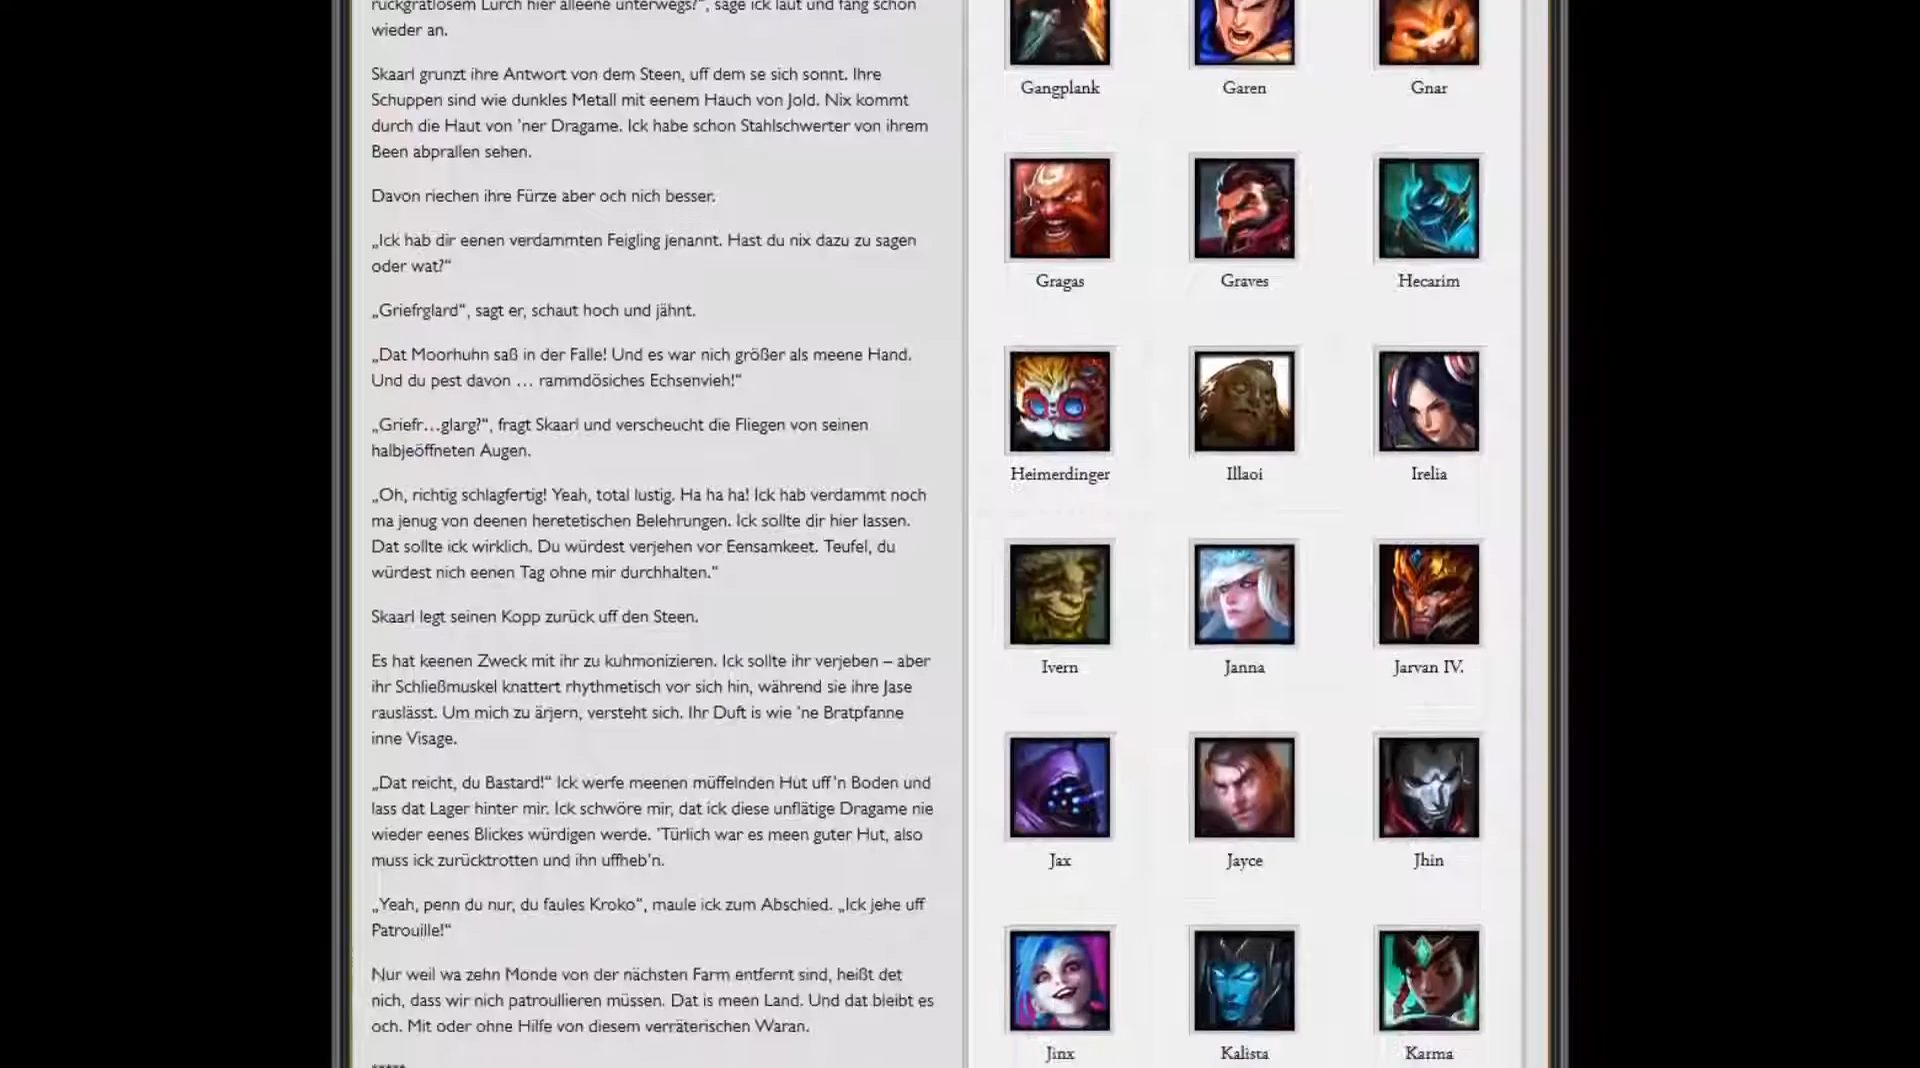 rückgratlosem Lurch hier alleene unterwegs?“, sage ick laut und fang schon
wieder an.
Skaarl grunzt ihre Antwort von dem Steen, uff dem se sich sonnt. Ihre
Schuppen sind wie dunkles Metall mit eenem Hauch von Jold. Nix kommt
durch die Haut von 'ner Dragame. Ick habe schon Stahlschwerter von ihrem
Been abprallen sehen.
Davon riechen ihre Fürze aber och nich besser.
„Ick hab dir eenen verdammten Feigling jenannt. Hast du nix dazu zu sagen
oder wat?“
„Griefrglard“, sagt er, schaut hoch und jähnt.
„Dat Moorhuhn saß in der Falle! Und es war nich größer als meene Hand.
Und du pest davon … rammdösiches Echsenvieh!“
„Griefr…glarg?“, fragt Skaarl und verscheucht die Fliegen von seinen
halbjeöffneten Augen.
„Oh, richtig schlagfertig! Yeah, total lustig. Ha ha ha! Ick hab verdammt noch
ma jenug von deenen heretetischen Belehrungen. Ick sollte dir hier lassen.
Dat sollte ick wirklich. Du würdest verjehen vor Eensamkeet. Teufel, du
würdest nich eenen Tag ohne mir durchhalten.“
Skaarl legt seinen Kopp zurück uff den Steen.
Es hat keenen Zweck mit ihr zu kuhmonizieren. Ick sollte ihr verjeben – aber
ihr Schließmuskel knattert rhythmetisch vor sich hin, während sie ihre Jase
rauslässt. Um mich zu ärjern, versteht sich. Ihr Duft is wie 'ne Bratpfanne
inne Visage.
„Dat reicht, du Bastard!“ Ick werfe meenen müffelnden Hut uff'n Boden und
lass dat Lager hinter mir. Ick schwöre mir, dat ick diese unflätige Dragame nie
wieder eenes Blickes würdigen werde. 'Türlich war es meen guter Hut, also
muss ick zurücktrotten und ihn uffheb'n.
„Yeah, penn du nur, du faules Kroko“, maule ick zum Abschied. „Ick jehe uff
Patrouille!“
Nur weil wa zehn Monde von der nächsten Farm entfernt sind, heißt det
nich, dass wir nich patroullieren müssen. Dat is meen Land. Und dat bleibt es
och. Mit oder ohne Hilfe von diesem verräterischen Waran.
*****
Gangplank
Garen
Gnar
Gragas
Graves
Hecarim
Heimerdinger
Illaoi
Irelia
Ivern
Janna
Jarvan IV.
Jax
Jayce
Jhin
Jinx
Kalista
Karma